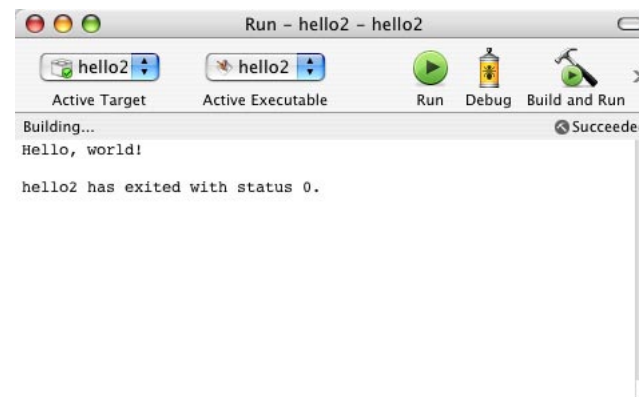 Run – hello2 – hello2
hello2 hello2
Active Target Active Executable Run Debug Build and Run
Building... Succeede
Hello, world!
hello2 has exited with status 0.